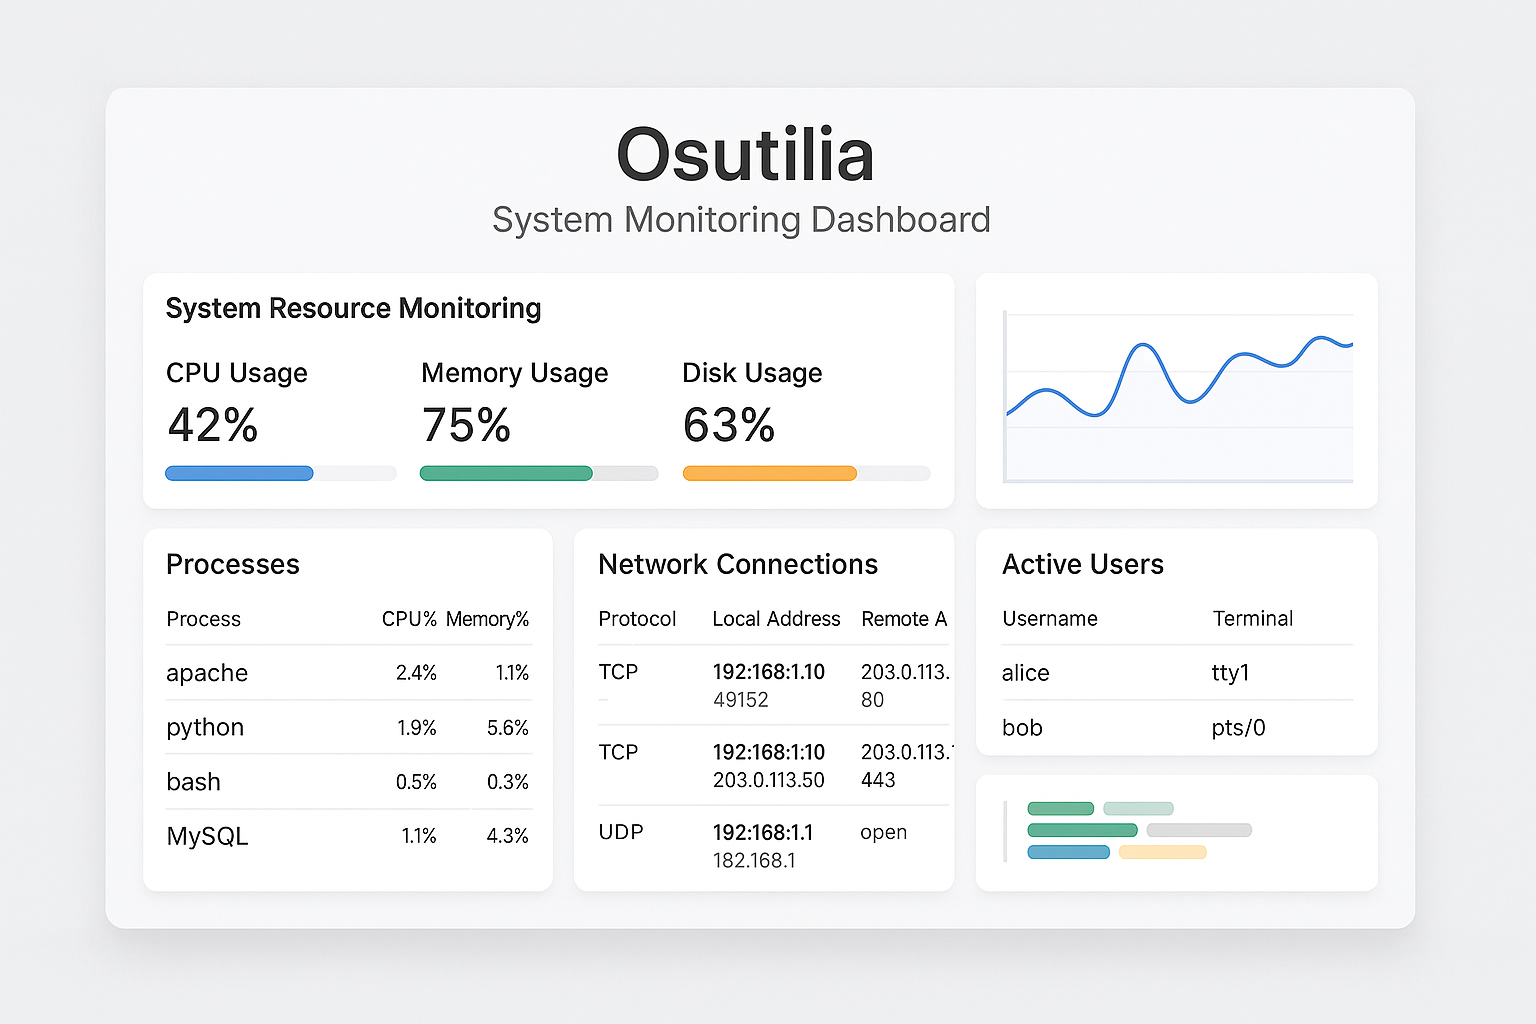 Osutilia
System Monitoring Dashboard
System Resource Monitoring
CPU Usage Memory Usage Disk Usage
42% 75% 63%
Processes
Process CPU% Memory%
apache 2.4% 1.1%
python 1.9% 5.6%
bash 0.5% 0.3%
MySQL 1.1% 4.3%
Network Connections
Protocol Local Address Remote A
TCP 192:168:1.10 203.0.113.
49152 80
TCP 192:168:1:10 203.0.113.
203.0.113.50 443
UDP 192:168:1.1 open
182.168.1
Active Users
Username Terminal
alice tty1
bob pts/0